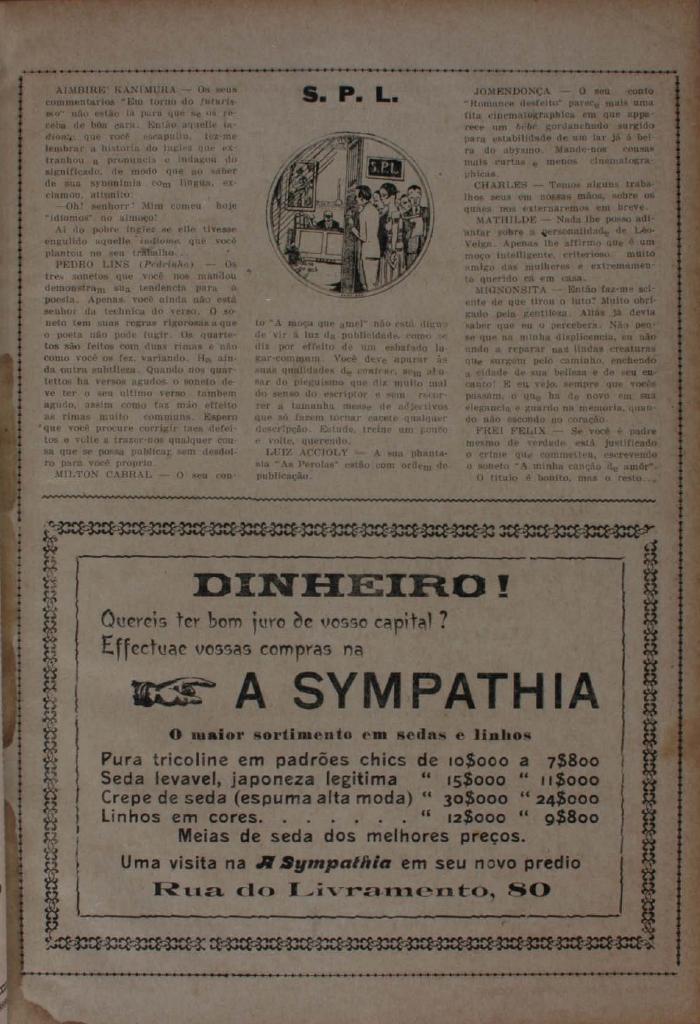 AIMBIRE' KANIMURA — Os seus
commentarios "Em torno do futuris-
mo" não estão la para que se os re-
ceba de bôa cara. Então aquelle in-
dioma que você escapuliu, fez-me
lembrar a historia do inglez que ex-
tranhou a pronuncia e indagou do
significado, de modo que ao saber
de sua synonimia com lingua, ex-
clamou, attonito:
—Oh! senhorr! Mim comeu hoje
"idiomos" no almoço!
Ai do pobre inglez se elle tivesse
engulido aquelle indioma que você
plantou no seu trabalho...
PEDRO LINS (Pedrinho) — Os
tres sonetos que você nos mandou
demonstram sua tendencia para a
poesia. Apenas, você ainda não está
senhor da technica do verso. O so-
neto tem suas regras rigorosas a que
o poeta não pode fugir. Os quarte-
tos são feitos com duas rimas e não
como você os fez, variando. Ha ain-
da outra subtileza. Quando nos quar-
tettos ha versos agudos, o soneto de-
ve ter o seu ultimo verso tambem
agudo, assim como faz máo effeito
as rimas muito communs. Espero
que você procure corrigir taes defei-
tos e volte a trazer-nos qualquer cou-
sa que se possa publicar sem desdoi-
ro para você proprio.
MILTON CABRAL — O seu con-
S. P. L.
S.P.L.
to "A moça que amei" não está digno
de vir á luz da publicidade, como se
diz por effeito de um estafado lu-
gar-commum. Você deve apurar as
suas qualidades de conteur, sem abu-
sar do pieguismo que diz muito mal
do senso do escriptor e sem recor-
rer a tamanha messe de adjectivos
que só fazem tornar cacete qualquer
descripção. Estude, treine um pouco
e volte, querendo.
LUIZ ACCIOLY — A sua phanta-
sia "As Perolas" estão com ordem de
publicação.
JOMENDONÇA — O seu conto
"Romance desfeito" parece mais uma
fita cinematographica em que appa-
rece um bébé gordanchudo surgido
para estabilidade de um lar já á bei-
ra do abysmo. Mande-nos cousas
mais curtas e menos cinematogra-
phicas.
CHARLES — Temos alguns traba-
lhos seus em nossas mãos, sobre os
quaes nos externaremos em breve.
MATHILDE — Nada lhe posso adi-
antar sobre a personalidade de Léo-
Veiga. Apenas lhe affirmo que é um
moço intelligente, criterioso, muito
amigo das mulheres e extremamen-
to querido cá em casa.
MIGNONSITA — Então faz-me sci-
ente de que tirou o luto? Muito obri-
gado pela gentileza. Aliás já devia
saber que eu o percebera. Não pen-
se que na minha displicencia, eu não
ando a reparar nas lindas creaturas
que surgem pelo caminho, enchendo
a cidade de sua belleza e de seu en-
canto! E eu vejo, sempre que vocês
passam, o que ha de novo em sua
elegancia e guardo na memoria, quan-
do não escondo no coração.
FREI FELIX — Se você é padre
mesmo de verdade está justificado
o crime que commetteu, escrevendo
o soneto "A minha canção de amôr".
O titulo é bonito, mas o resto...
DINHEIRO!
Quereis ter bom juro de vosso capital?
Effectuae vossas compras na
A SYMPATHIA
O maior sortimento em sedas e linhos
Pura tricoline em padrões chics de 10$000 a 7$800
Seda levavel, japoneza legitima “ 15$000 “ 11$000
Crepe de seda (espuma alta moda) “ 30$000 “ 24$000
Linhos em cores. . . . . . . “ 12$000 “ 9$800
Meias de seda dos melhores preços.
Uma visita na A Sympathia em seu novo predio
Rua do Livramento, 80